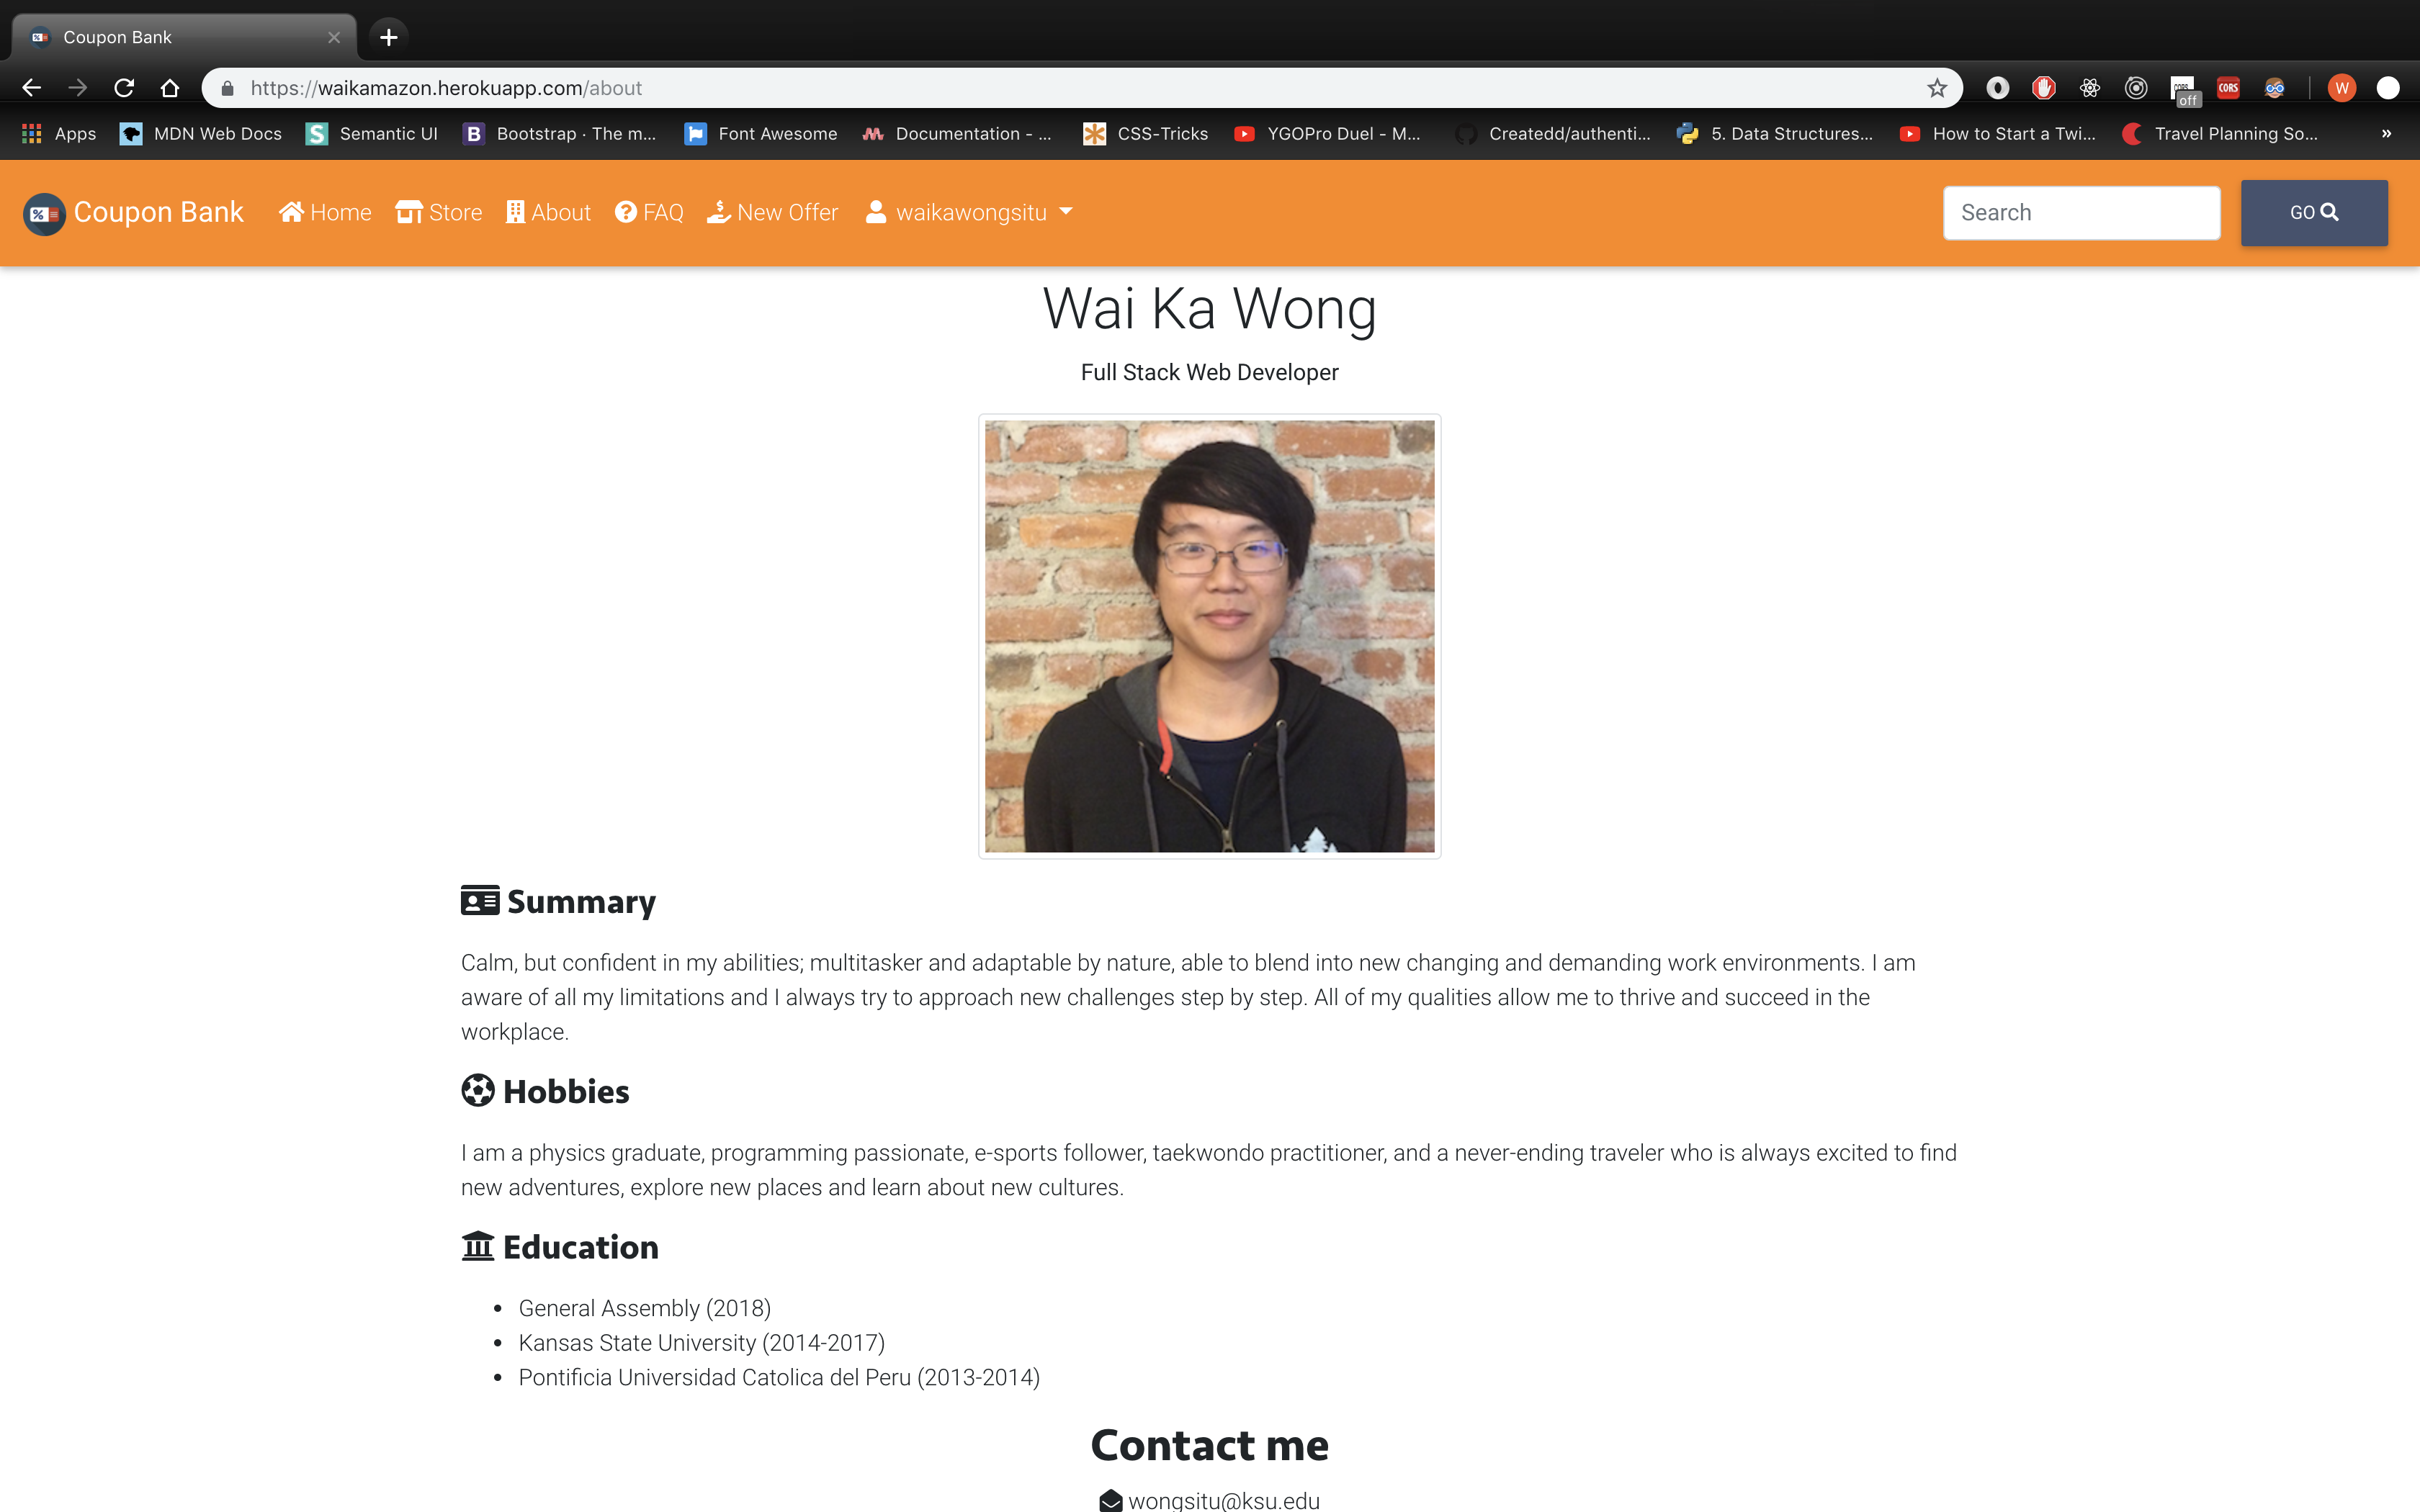 Coupon Bank
https://waikamazon.herokuapp.com/about
off
CORS
W
Apps
MDN Web Docs
S
Semantic UI
B
Bootstrap · The m...
Font Awesome
Documentation - ...
CSS-Tricks
YGOPro Duel - M...
Createdd/authenti...
5. Data Structures...
How to Start a Twi...
Travel Planning So...
»
%
Coupon Bank
Home
Store
About
FAQ
New Offer
waikawongsitu
Search
GO
Wai Ka Wong
Full Stack Web Developer
Summary
Calm, but confident in my abilities; multitasker and adaptable by nature, able to blend into new changing and demanding work environments. I am
aware of all my limitations and I always try to approach new challenges step by step. All of my qualities allow me to thrive and succeed in the
workplace.
Hobbies
I am a physics graduate, programming passionate, e-sports follower, taekwondo practitioner, and a never-ending traveler who is always excited to find
new adventures, explore new places and learn about new cultures.
Education
• General Assembly (2018)
• Kansas State University (2014-2017)
• Pontificia Universidad Catolica del Peru (2013-2014)
Contact me
wongsitu@ksu.edu